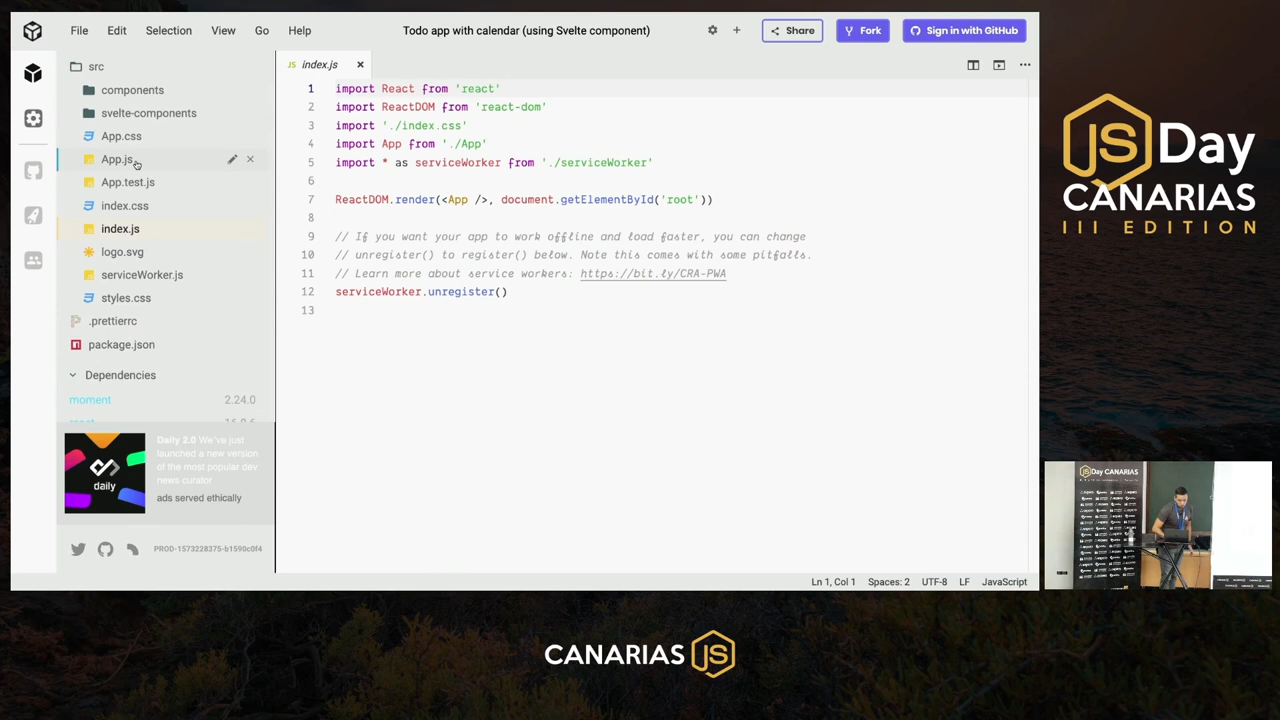 File Edit Selection View Go Help
Todo app with calendar (using Svelte component)
Share
Fork
Sign in with GitHub
src
components
svelte-components
App.css
App.js
App.test.js
index.css
index.js
logo.svg
serviceWorker.js
styles.css
.prettierrc
package.json
Dependencies
moment 2.24.0
daily
Daily 2.0 We've just
launched a new version
of the most popular dev
news curator
ads served ethically
PROD-1573228375-b1590c0f4
JS index.js
1 import React from 'react'
2 import ReactDOM from 'react-dom'
3 import './index.css'
4 import App from './App'
5 import * as serviceWorker from './serviceWorker'
6
7 ReactDOM.render(<App />, document.getElementById('root'))
8
9 // If you want your app to work offline and load faster, you can change
10 // unregister() to register() below. Note this comes with some pitfalls.
11 // Learn more about service workers: https://bit.ly/CRA-PWA
12 serviceWorker.unregister()
13
Ln 1, Col 1 Spaces: 2 UTF-8 LF JavaScript
JS Day
CANARIAS
III EDITION
JSDay CANARIAS
CANARIAS JS